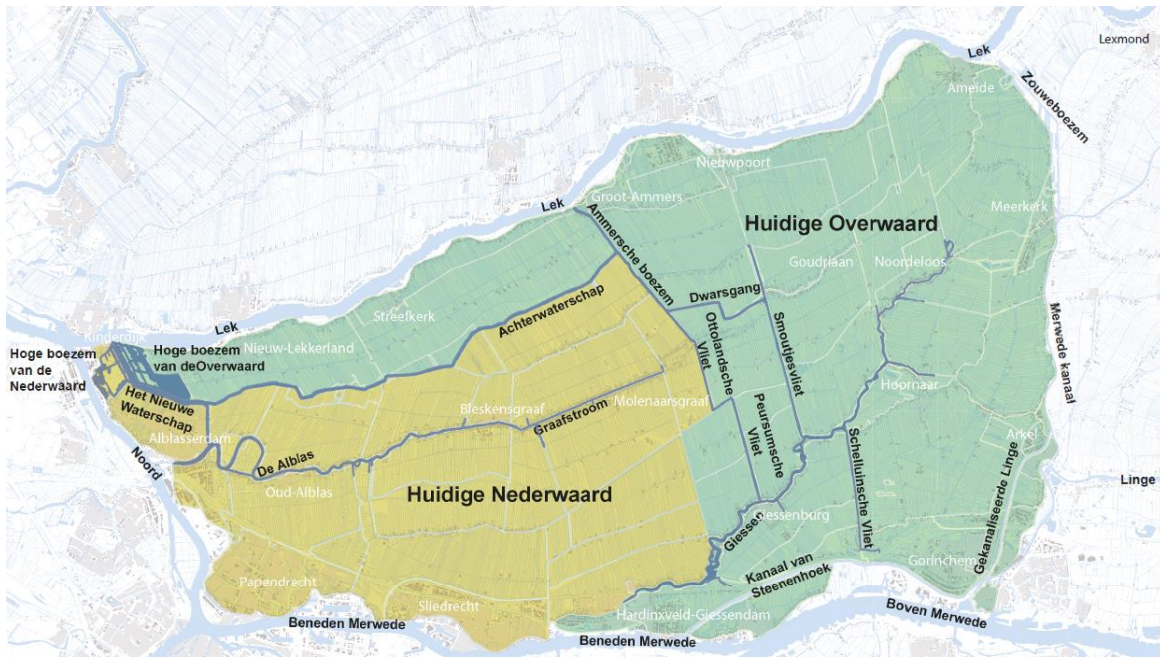 Lexmond
Lek
Zouweboezem
Ameide
Nieuwpoort
Groot-Ammers
Lek
Ammersche boezem
Meerkerk
Huidige Overwaard
Goudriaan
Noordeloos
Dwarsgang
Achterwaterschap
Streefkerk
Lek
Kinderdijk
Hoge boezem
van de
Nederwaard
Hoge boezem
van deOverwaard
Nieuw-Lekkerland
Ottolandsche
Vliet
Smoutjesvliet
Merwede kanaal
Het Nieuwe
Waterschap
Bleskensgraaf
Molenaarsgraaf
Graafstroom
Peursumsche
Vliet
Hoornaar
Alblasserdam
Noord
De Alblas
Schelluinsche Vliet
Arkel
Linge
Gekanaliseerde Linge
Oud-Alblas
Huidige Nederwaard
Giessen
Giessenburg
Gorinchem
Kanaal van
Steenenhoek
Papendrecht
Sliedrecht
Hardinxveld-Giessendam
Boven Merwede
Beneden Merwede
Beneden Merwede